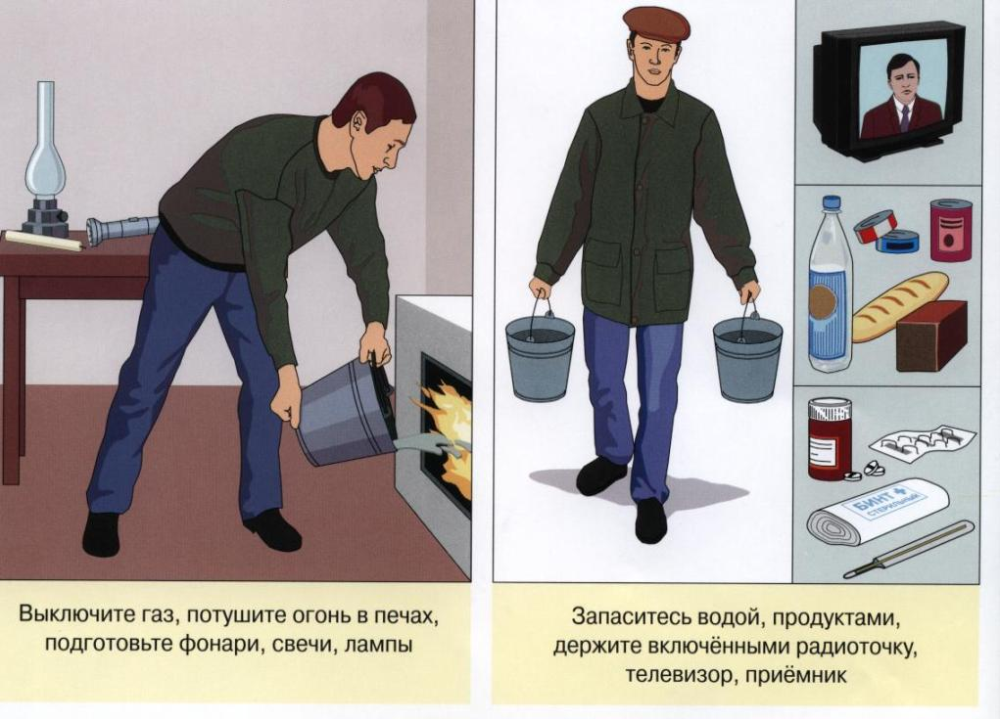 БИНТ
СТЕРИЛЬНЫЙ
Выключите газ, потушите огонь в печах,
подготовьте фонари, свечи, лампы
Запаситесь водой, продуктами,
держите включёнными радиоточку,
телевизор, приёмник